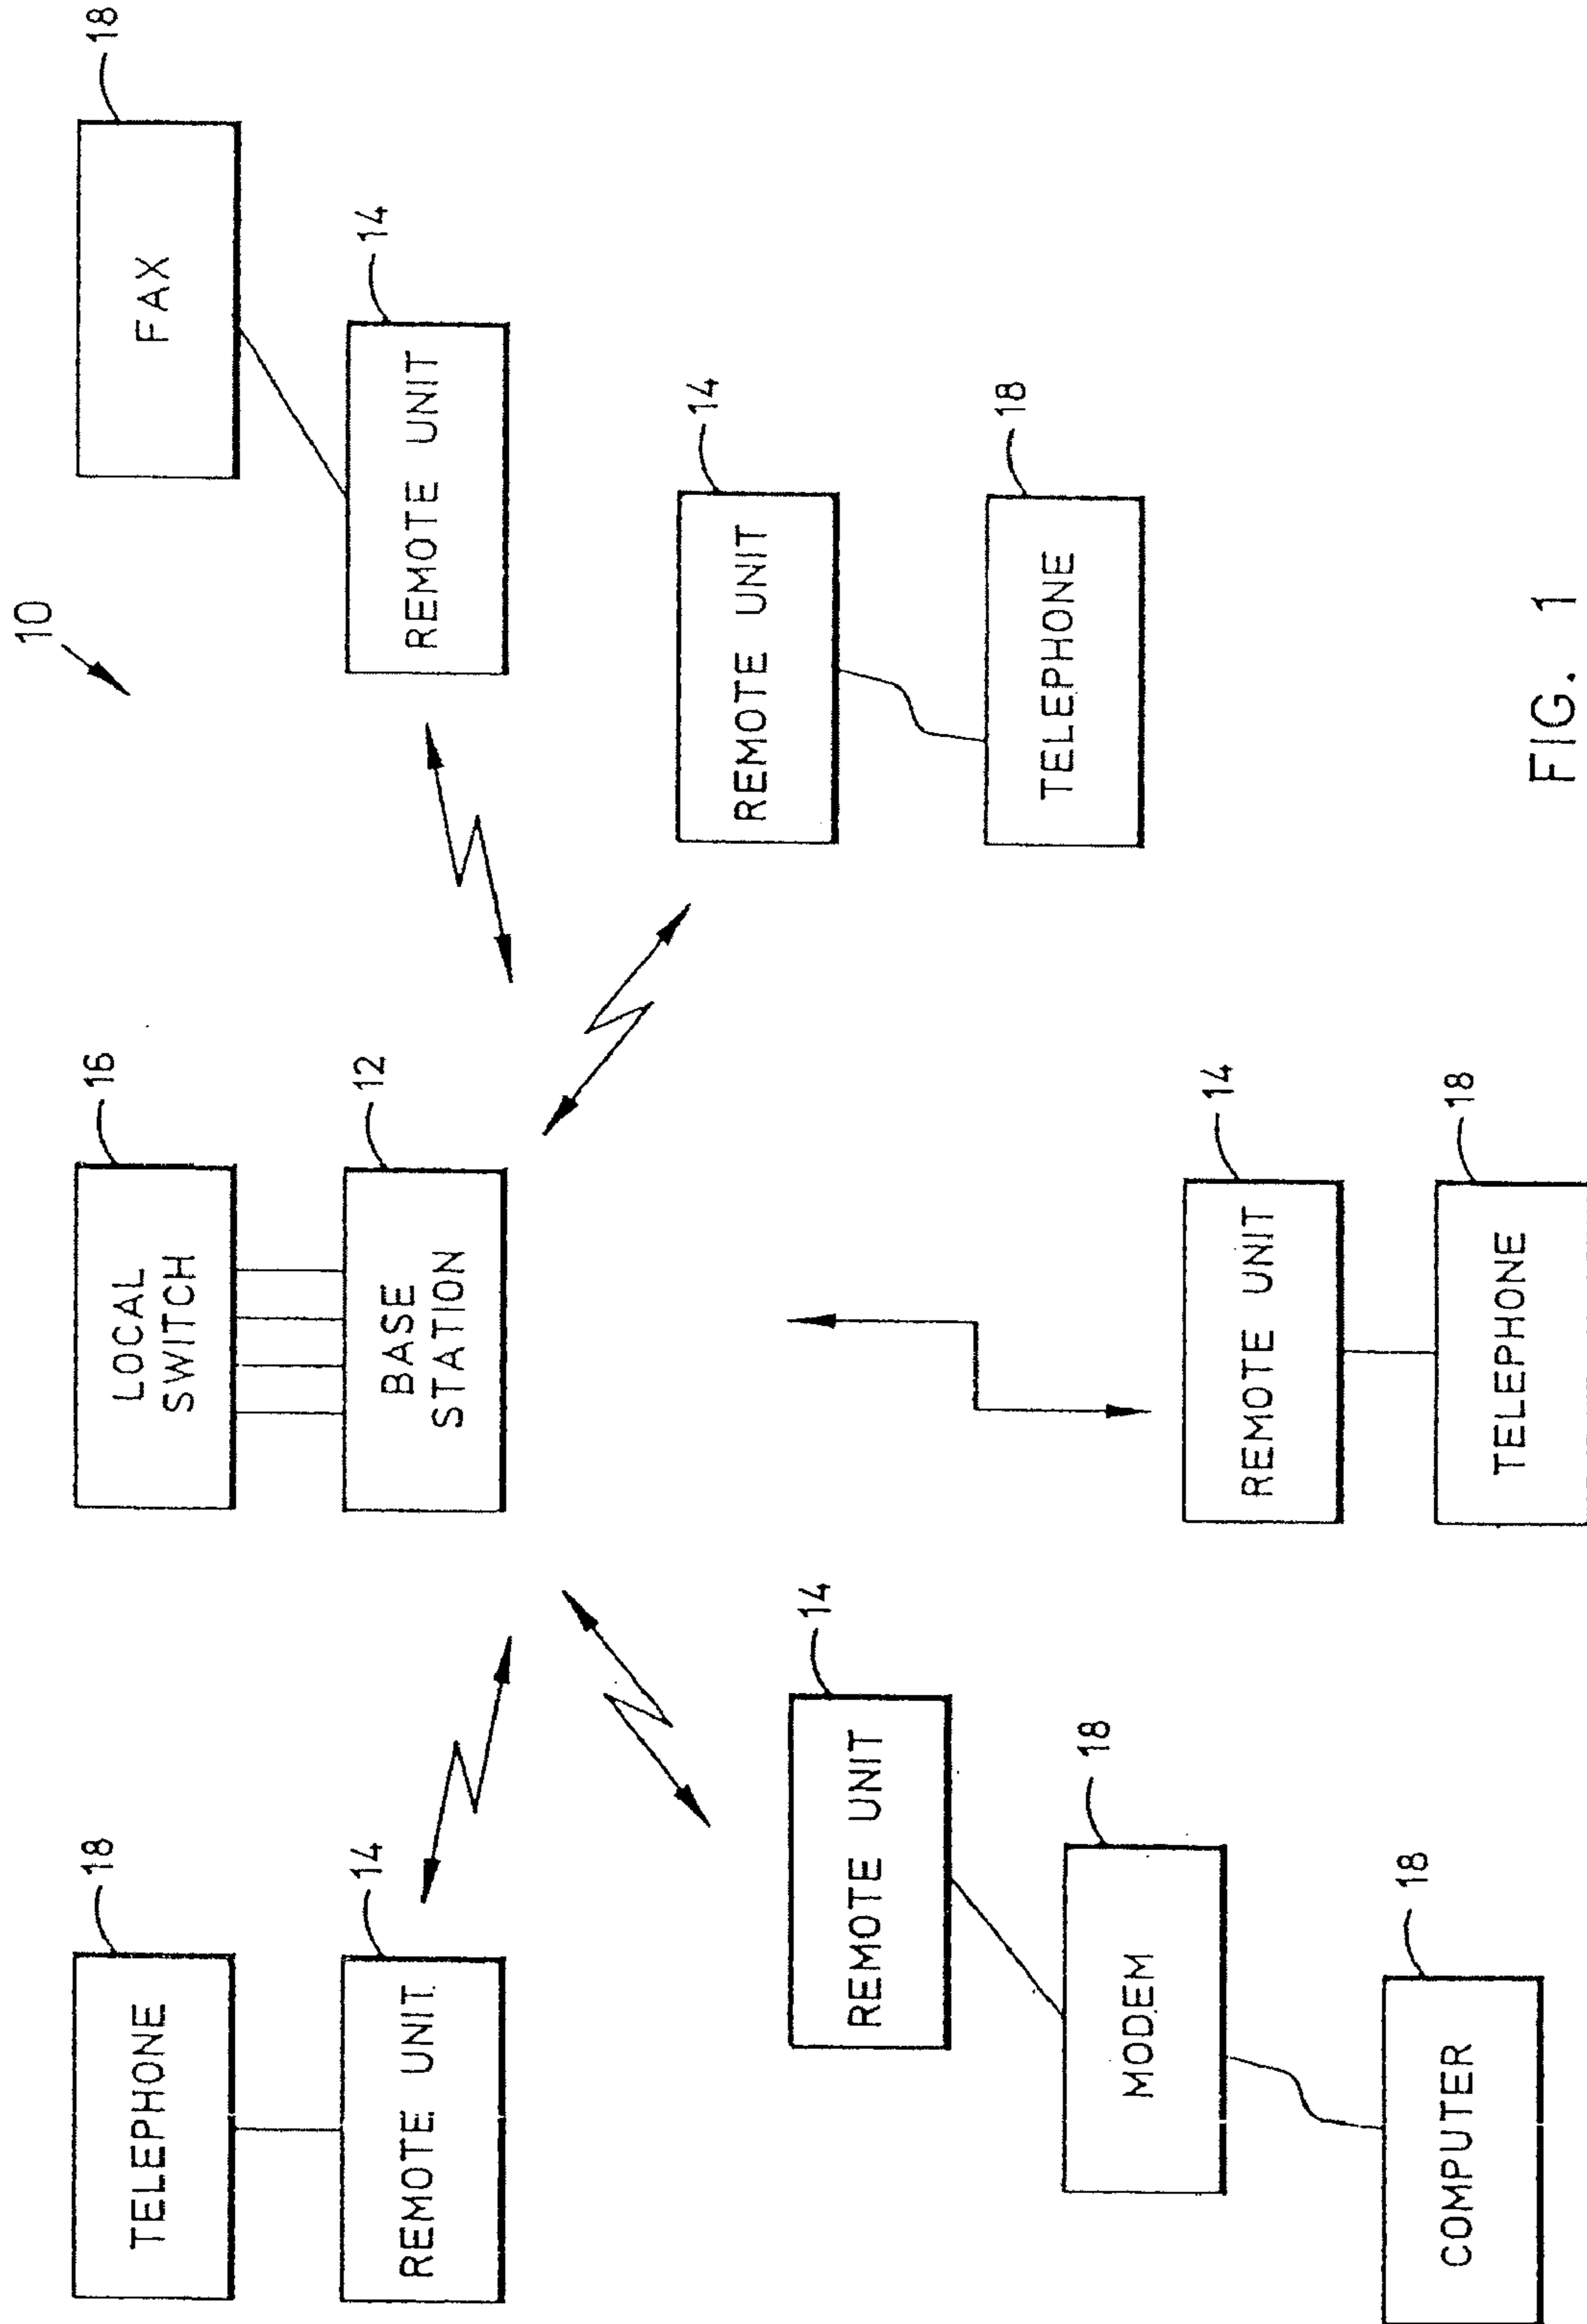 10
18
TELEPHONE
14
REMOTE UNIT
16
LOCAL
SWITCH
12
BASE
STATION
18
FAX
14
REMOTE UNIT
14
REMOTE UNIT
18
MODEM
18
COMPUTER
14
REMOTE UNIT
18
TELEPHONE
14
REMOTE UNIT
18
TELEPHONE
FIG. 1